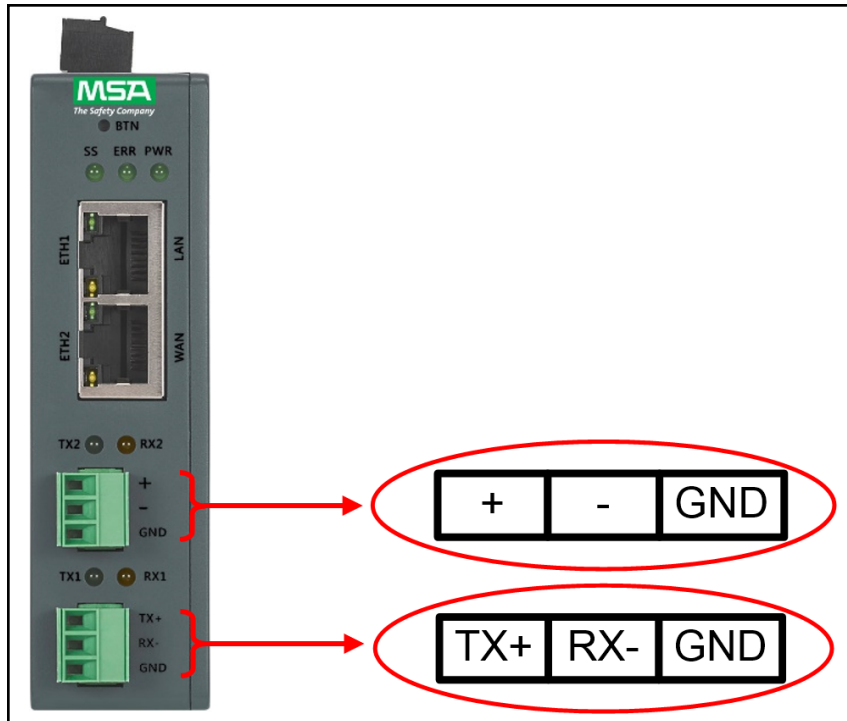 MSA
The Safety Company
BTN
SS ERR PWR
ETH1 LAN
ETH2 WAN
TX2 RX2
+
-
GND
+ - GND
TX1 RX1
TX+
RX-
GND
TX+ RX- GND